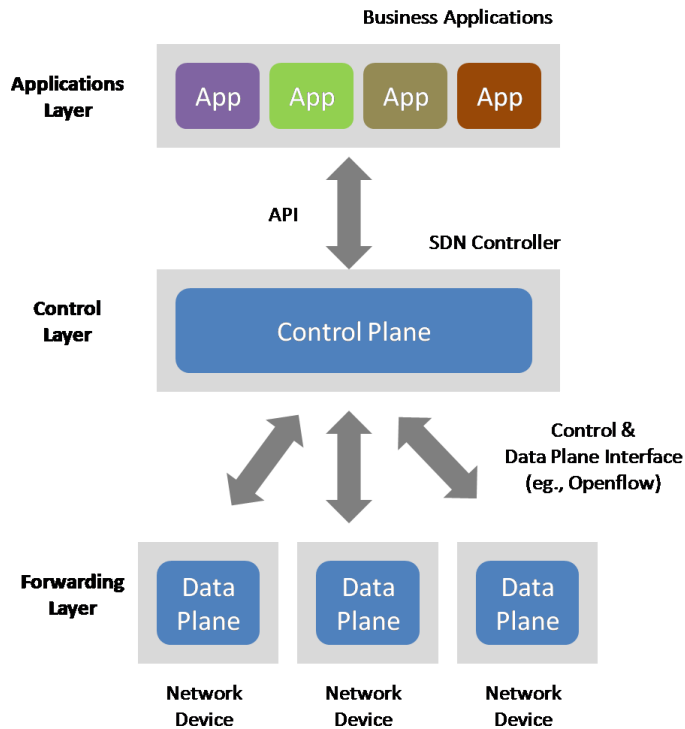 Business Applications
Applications
Layer
App App App App
API
SDN Controller
Control
Layer
Control Plane
Control &
Data Plane Interface
(eg., Openflow)
Forwarding
Layer
Data
Plane
Data
Plane
Data
Plane
Network
Device
Network
Device
Network
Device